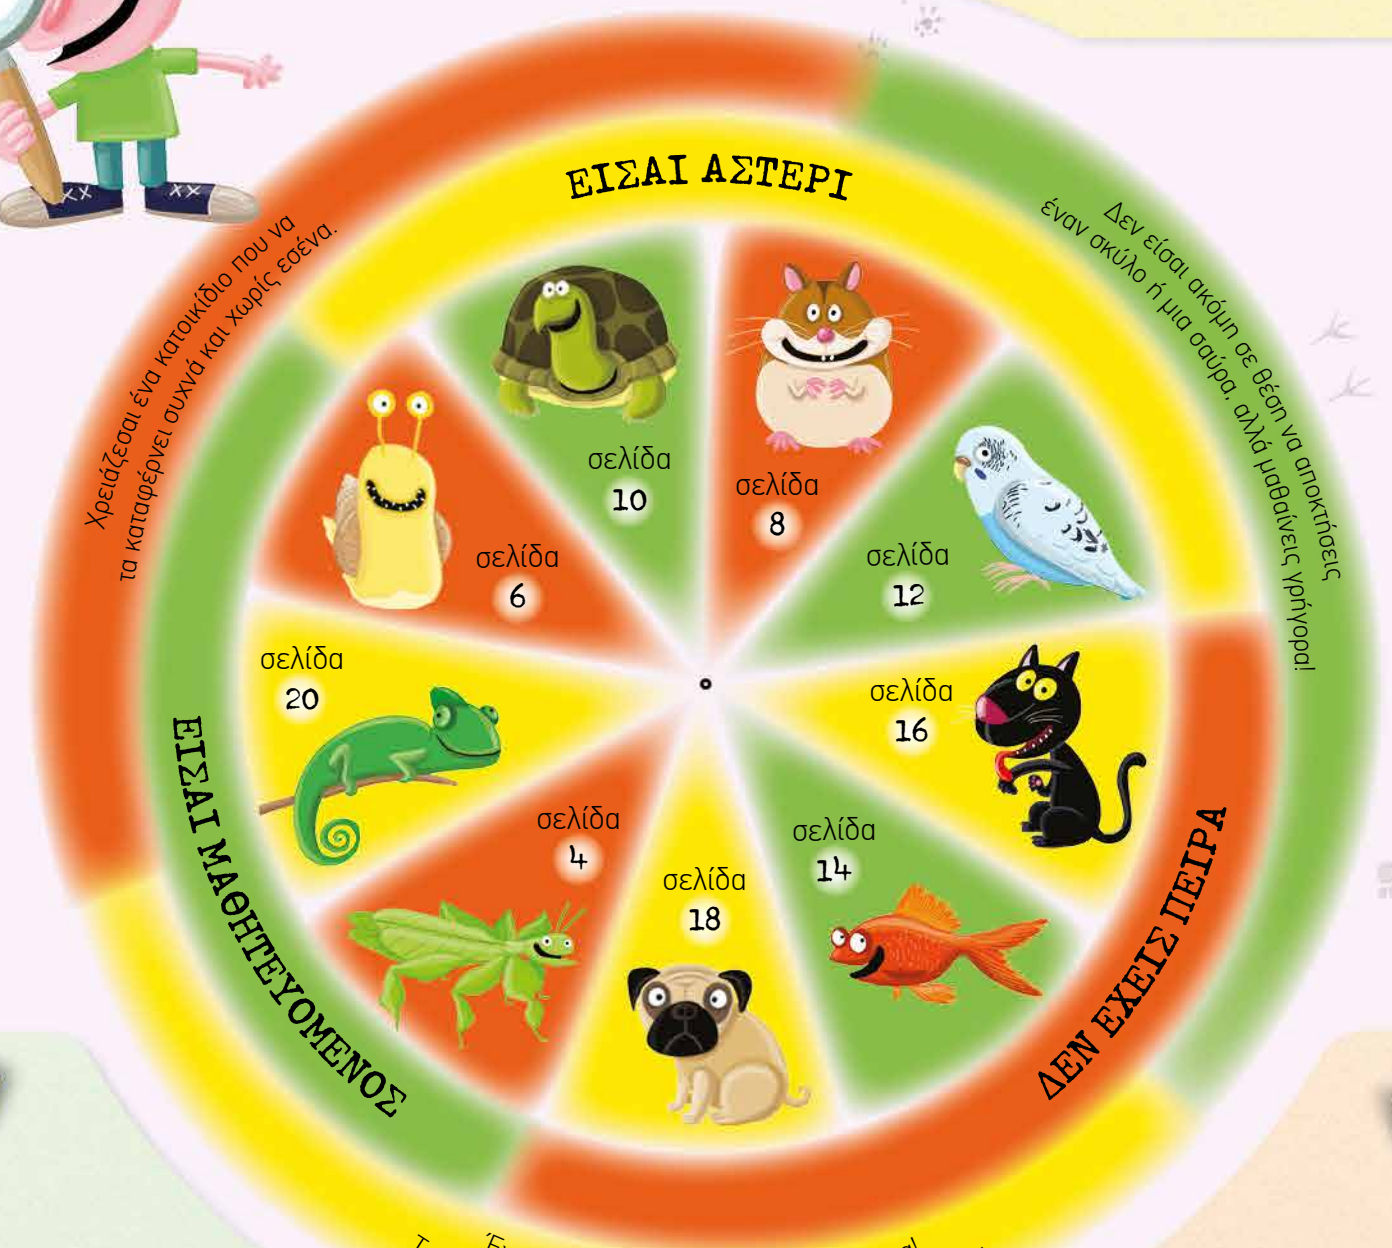 ΕΙΣΑΙ ΑΣΤΕΡΙ
Χρειάζεσαι ένα κατοικίδιο που να
τα καταφέρνει συχνά και χωρίς εσένα.
Δεν είσαι ακόμη σε θέση να αποκτήσεις
έναν σκύλο ή μια σαύρα, αλλά μαθαίνεις γρήγορα!
σελίδα
10
σελίδα
8
σελίδα
6
σελίδα
12
σελίδα
20
σελίδα
16
σελίδα
4
σελίδα
14
σελίδα
18
ΕΙΣΑΙ ΜΑΘΗΤΕΥΟΜΕΝΟΣ
ΔΕΝ ΕΧΕΙΣ ΠΕΙΡΑ